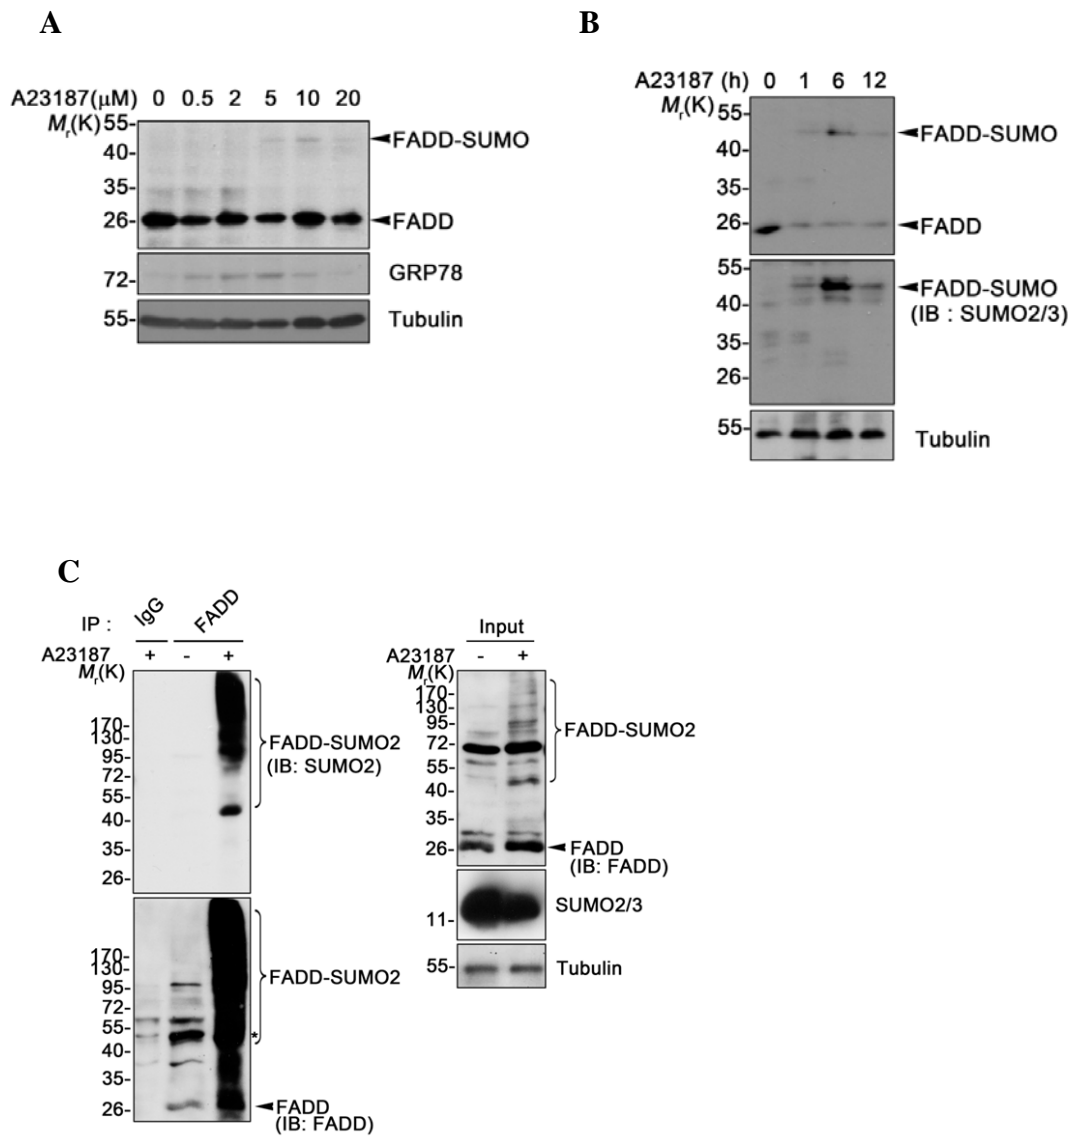 A
A23187(μM) 0 0.5 2 5 10 20
Mr(K)
55-
40-
35-
26-
FADD-SUMO
FADD
72-
GRP78
55-
Tubulin
B
A23187 (h) 0 1 6 12
Mr(K)
55-
40-
35-
26-
FADD-SUMO
FADD
55-
40-
35-
26-
FADD-SUMO
(IB : SUMO2/3)
55-
Tubulin
C
IP : IgG FADD
A23187 + - +
Mr(K)
170-
130-
95-
72-
55-
40-
35-
26-
FADD-SUMO2
(IB: SUMO2)
170-
130-
95-
72-
55-
40-
35-
26-
FADD-SUMO2
*
FADD
(IB: FADD)
Input
A23187 - +
Mr(K)
170-
130-
95-
72-
55-
40-
35-
26-
FADD-SUMO2
FADD
(IB: FADD)
11-
SUMO2/3
55-
Tubulin